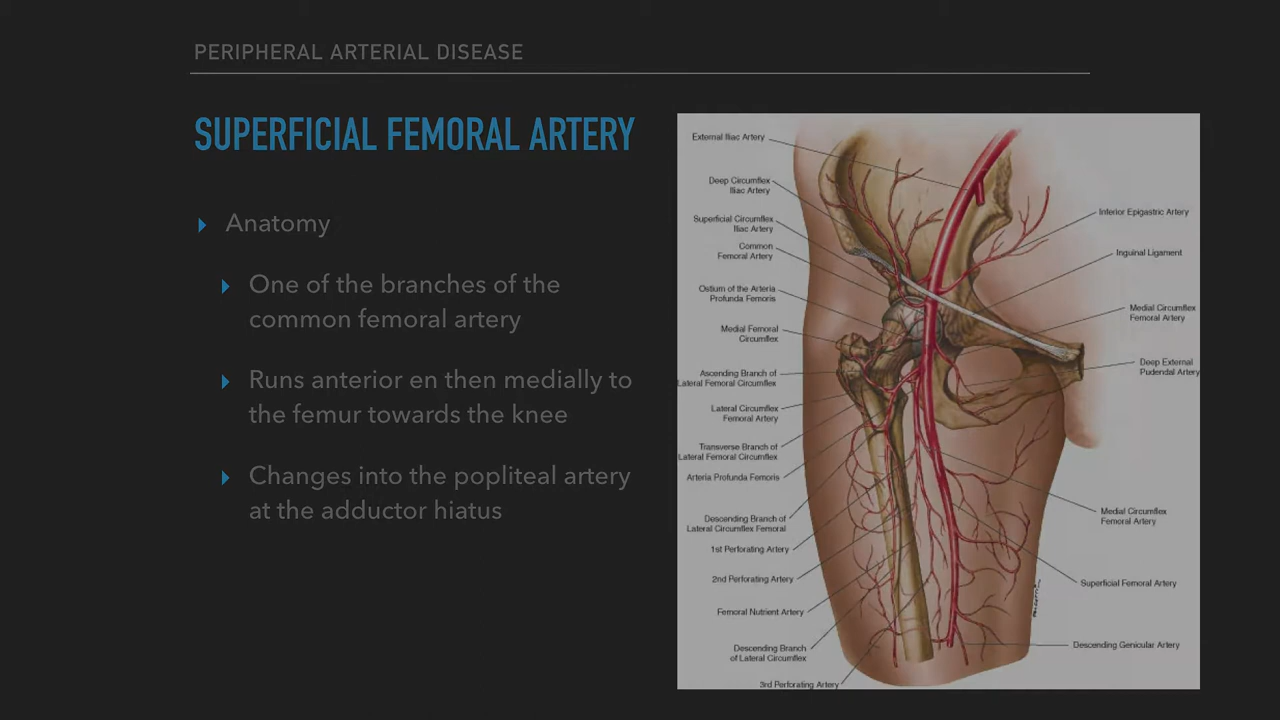 PERIPHERAL ARTERIAL DISEASE
SUPERFICIAL FEMORAL ARTERY
Anatomy
One of the branches of the
common femoral artery
Runs anterior en then medially to
the femur towards the knee
Changes into the popliteal artery
at the adductor hiatus
External Iliac Artery
Deep Circumflex
Iliac Artery
Superficial Circumflex
Iliac Artery
Common
Femoral Artery
Ostium of the Arteria
Profunda Femoris
Medial Femoral
Circumflex
Ascending Branch of
Lateral Femoral Circumflex
Lateral Circumflex
Femoral Artery
Transverse Branch of
Lateral Femoral Circumflex
Arteria Profunda Femoris
Descending Branch of
Lateral Circumflex Femoral
1st Perforating Artery
2nd Perforating Artery
Femoral Nutrient Artery
Descending Branch
of Lateral Circumflex
3rd Perforating Artery
Inferior Epigastric Artery
Inguinal Ligament
Medial Circumflex
Femoral Artery
Deep External
Pudendal Artery
Medial Circumflex
Femoral Artery
Superficial Femoral Artery
Descending Genicular Artery